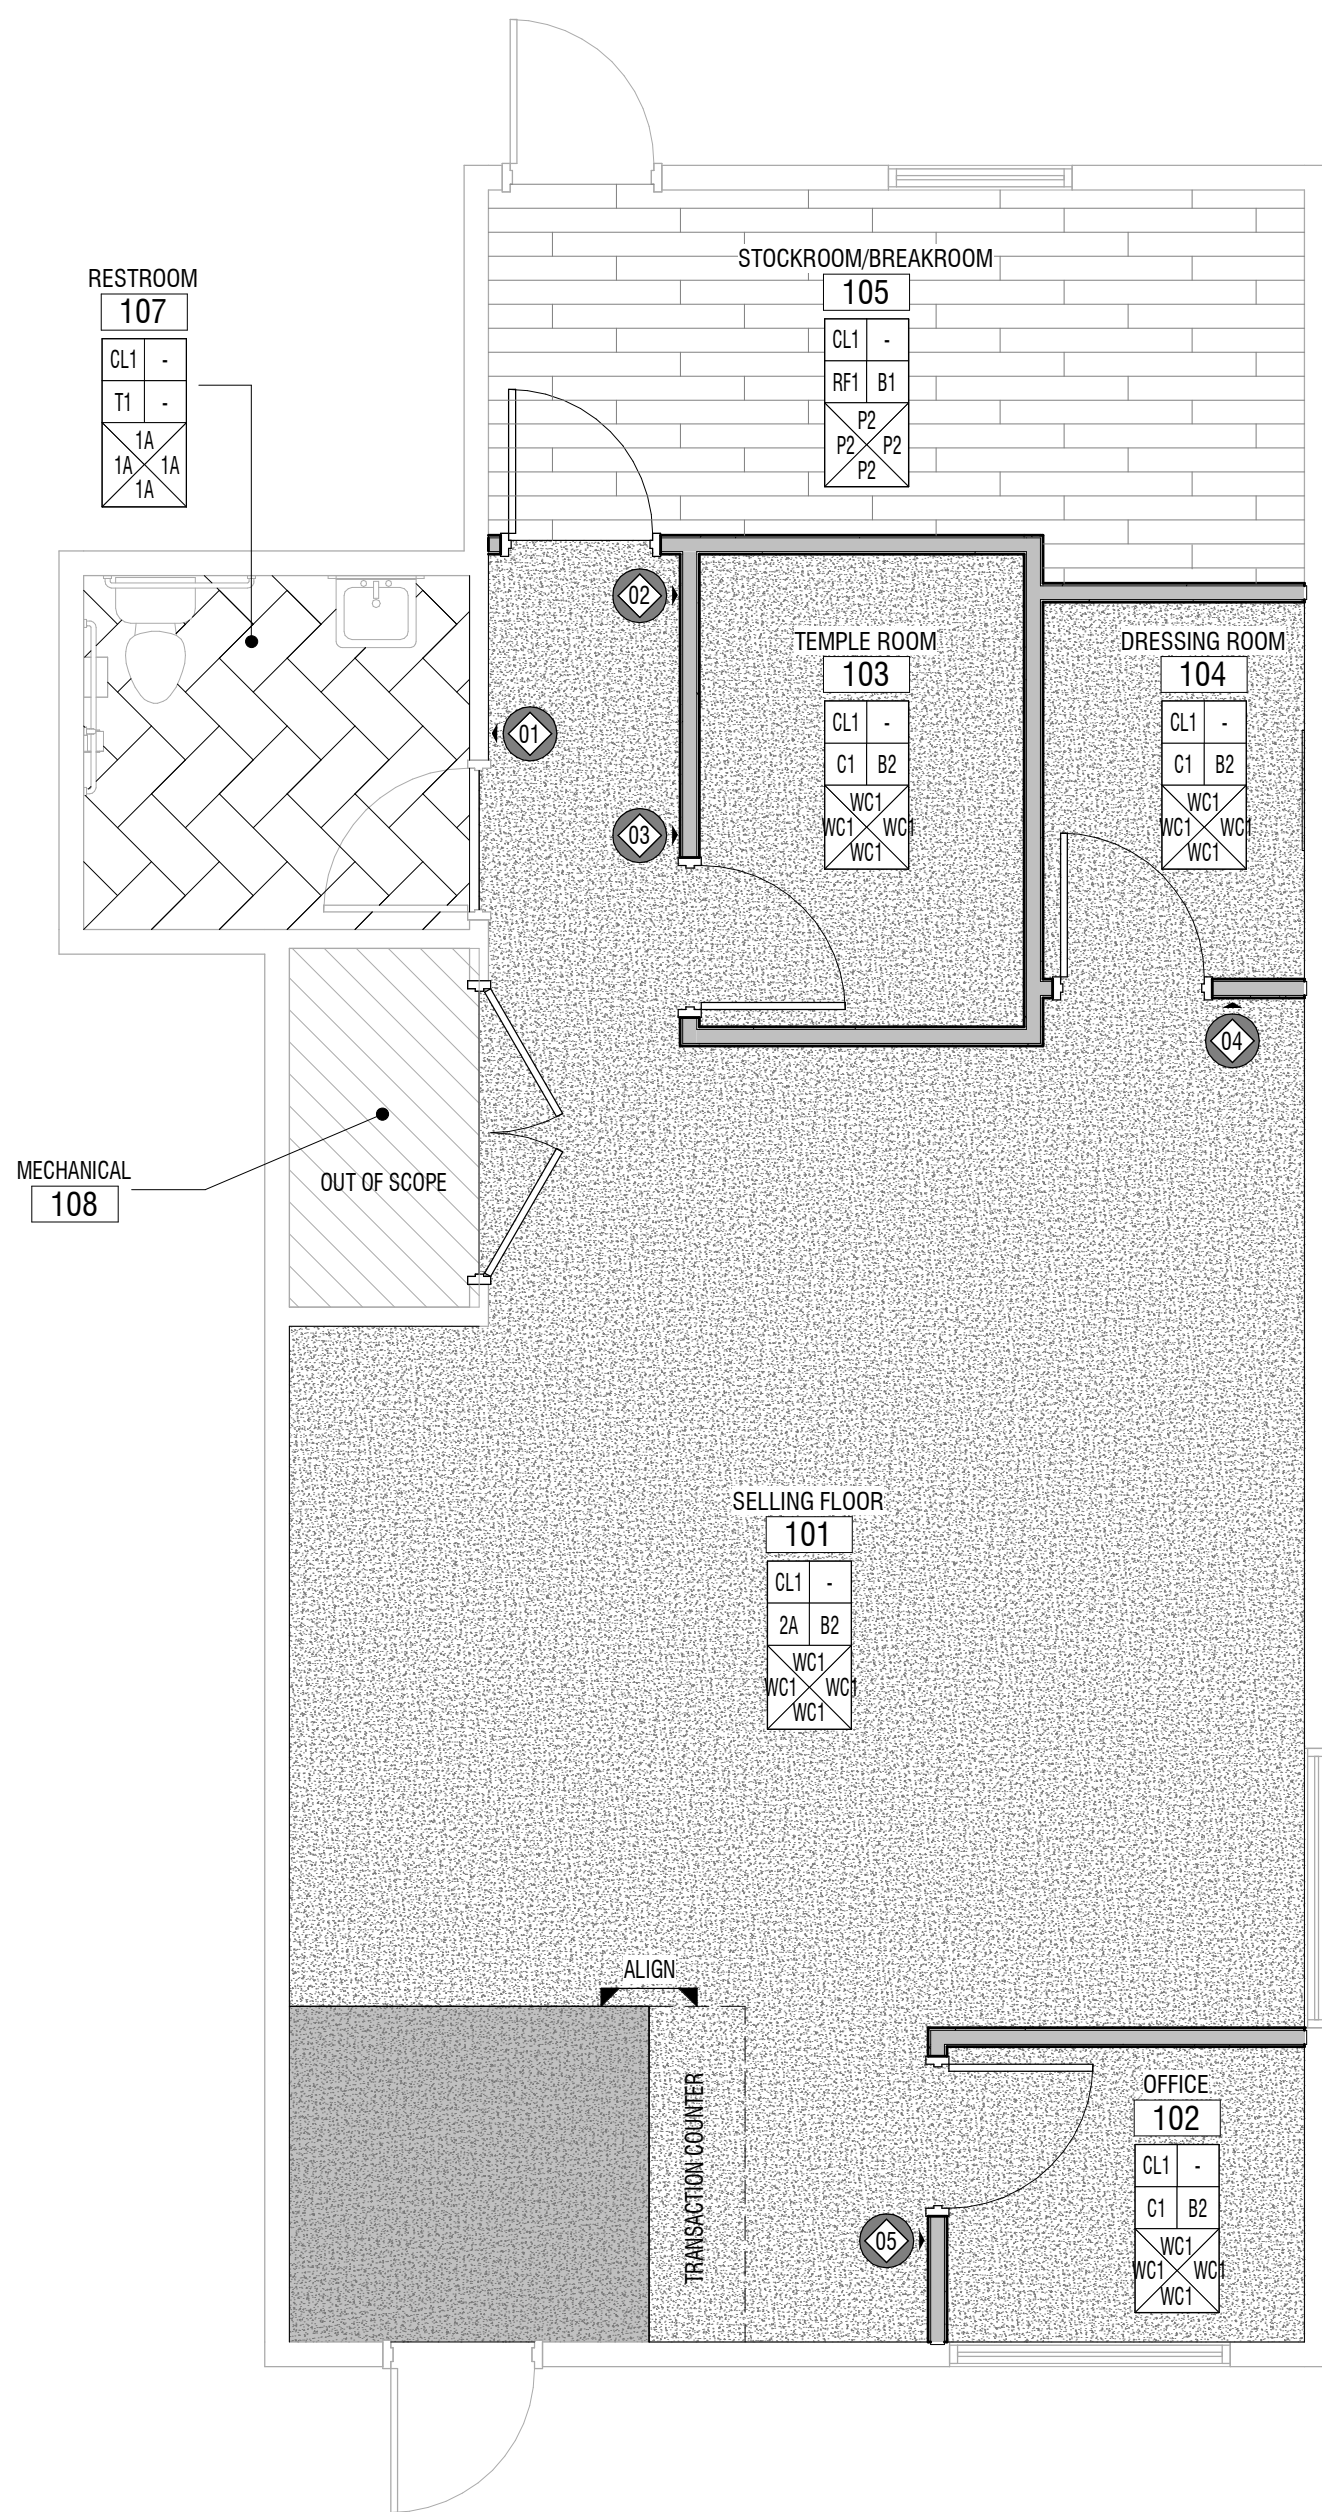 STOCKROOM/BREAKROOM
105
CL1 -
RF1 B1
P2
P2 P2
P2
RESTROOM
107
CL1 -
T1 -
1A
1A 1A
1A
02
TEMPLE ROOM
103
CL1 -
C1 B2
WC1
WC1 WC1
WC1
DRESSING ROOM
104
CL1 -
C1 B2
WC1
WC1 WC1
WC1
01
03
04
MECHANICAL
108
OUT OF SCOPE
SELLING FLOOR
101
CL1 -
2A B2
WC1
WC1 WC1
WC1
ALIGN
TRANSACTION COUNTER
OFFICE
102
CL1 -
C1 B2
WC1
WC1 WC1
WC1
05